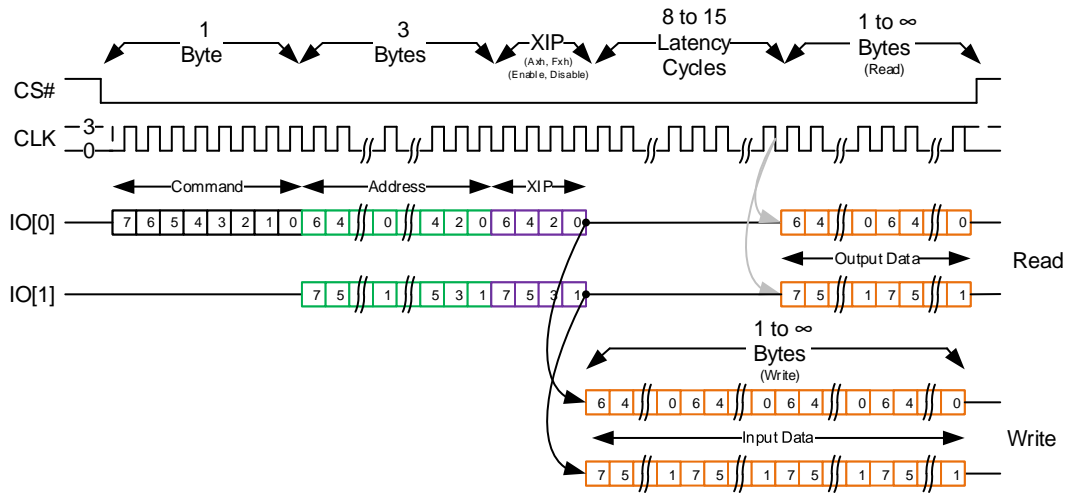 1 Byte
3 Bytes
XIP
(Axh, Fxh)
(Enable, Disable)
8 to 15 Latency Cycles
1 to ∞ Bytes
(Read)
CS#
CLK
3
0
Command
Address
XIP
IO[0]
7 6 5 4 3 2 1 0 6 4 0 4 2 0 6 4 2 0 6 4 0 6 4 0
Output Data
Read
IO[1]
7 5 1 5 3 1 7 5 3 1 7 5 1 7 5 1
1 to ∞
Bytes
(Write)
6 4 0 6 4 0 6 4 0 6 4 0
Input Data
Write
7 5 1 7 5 1 7 5 1 7 5 1